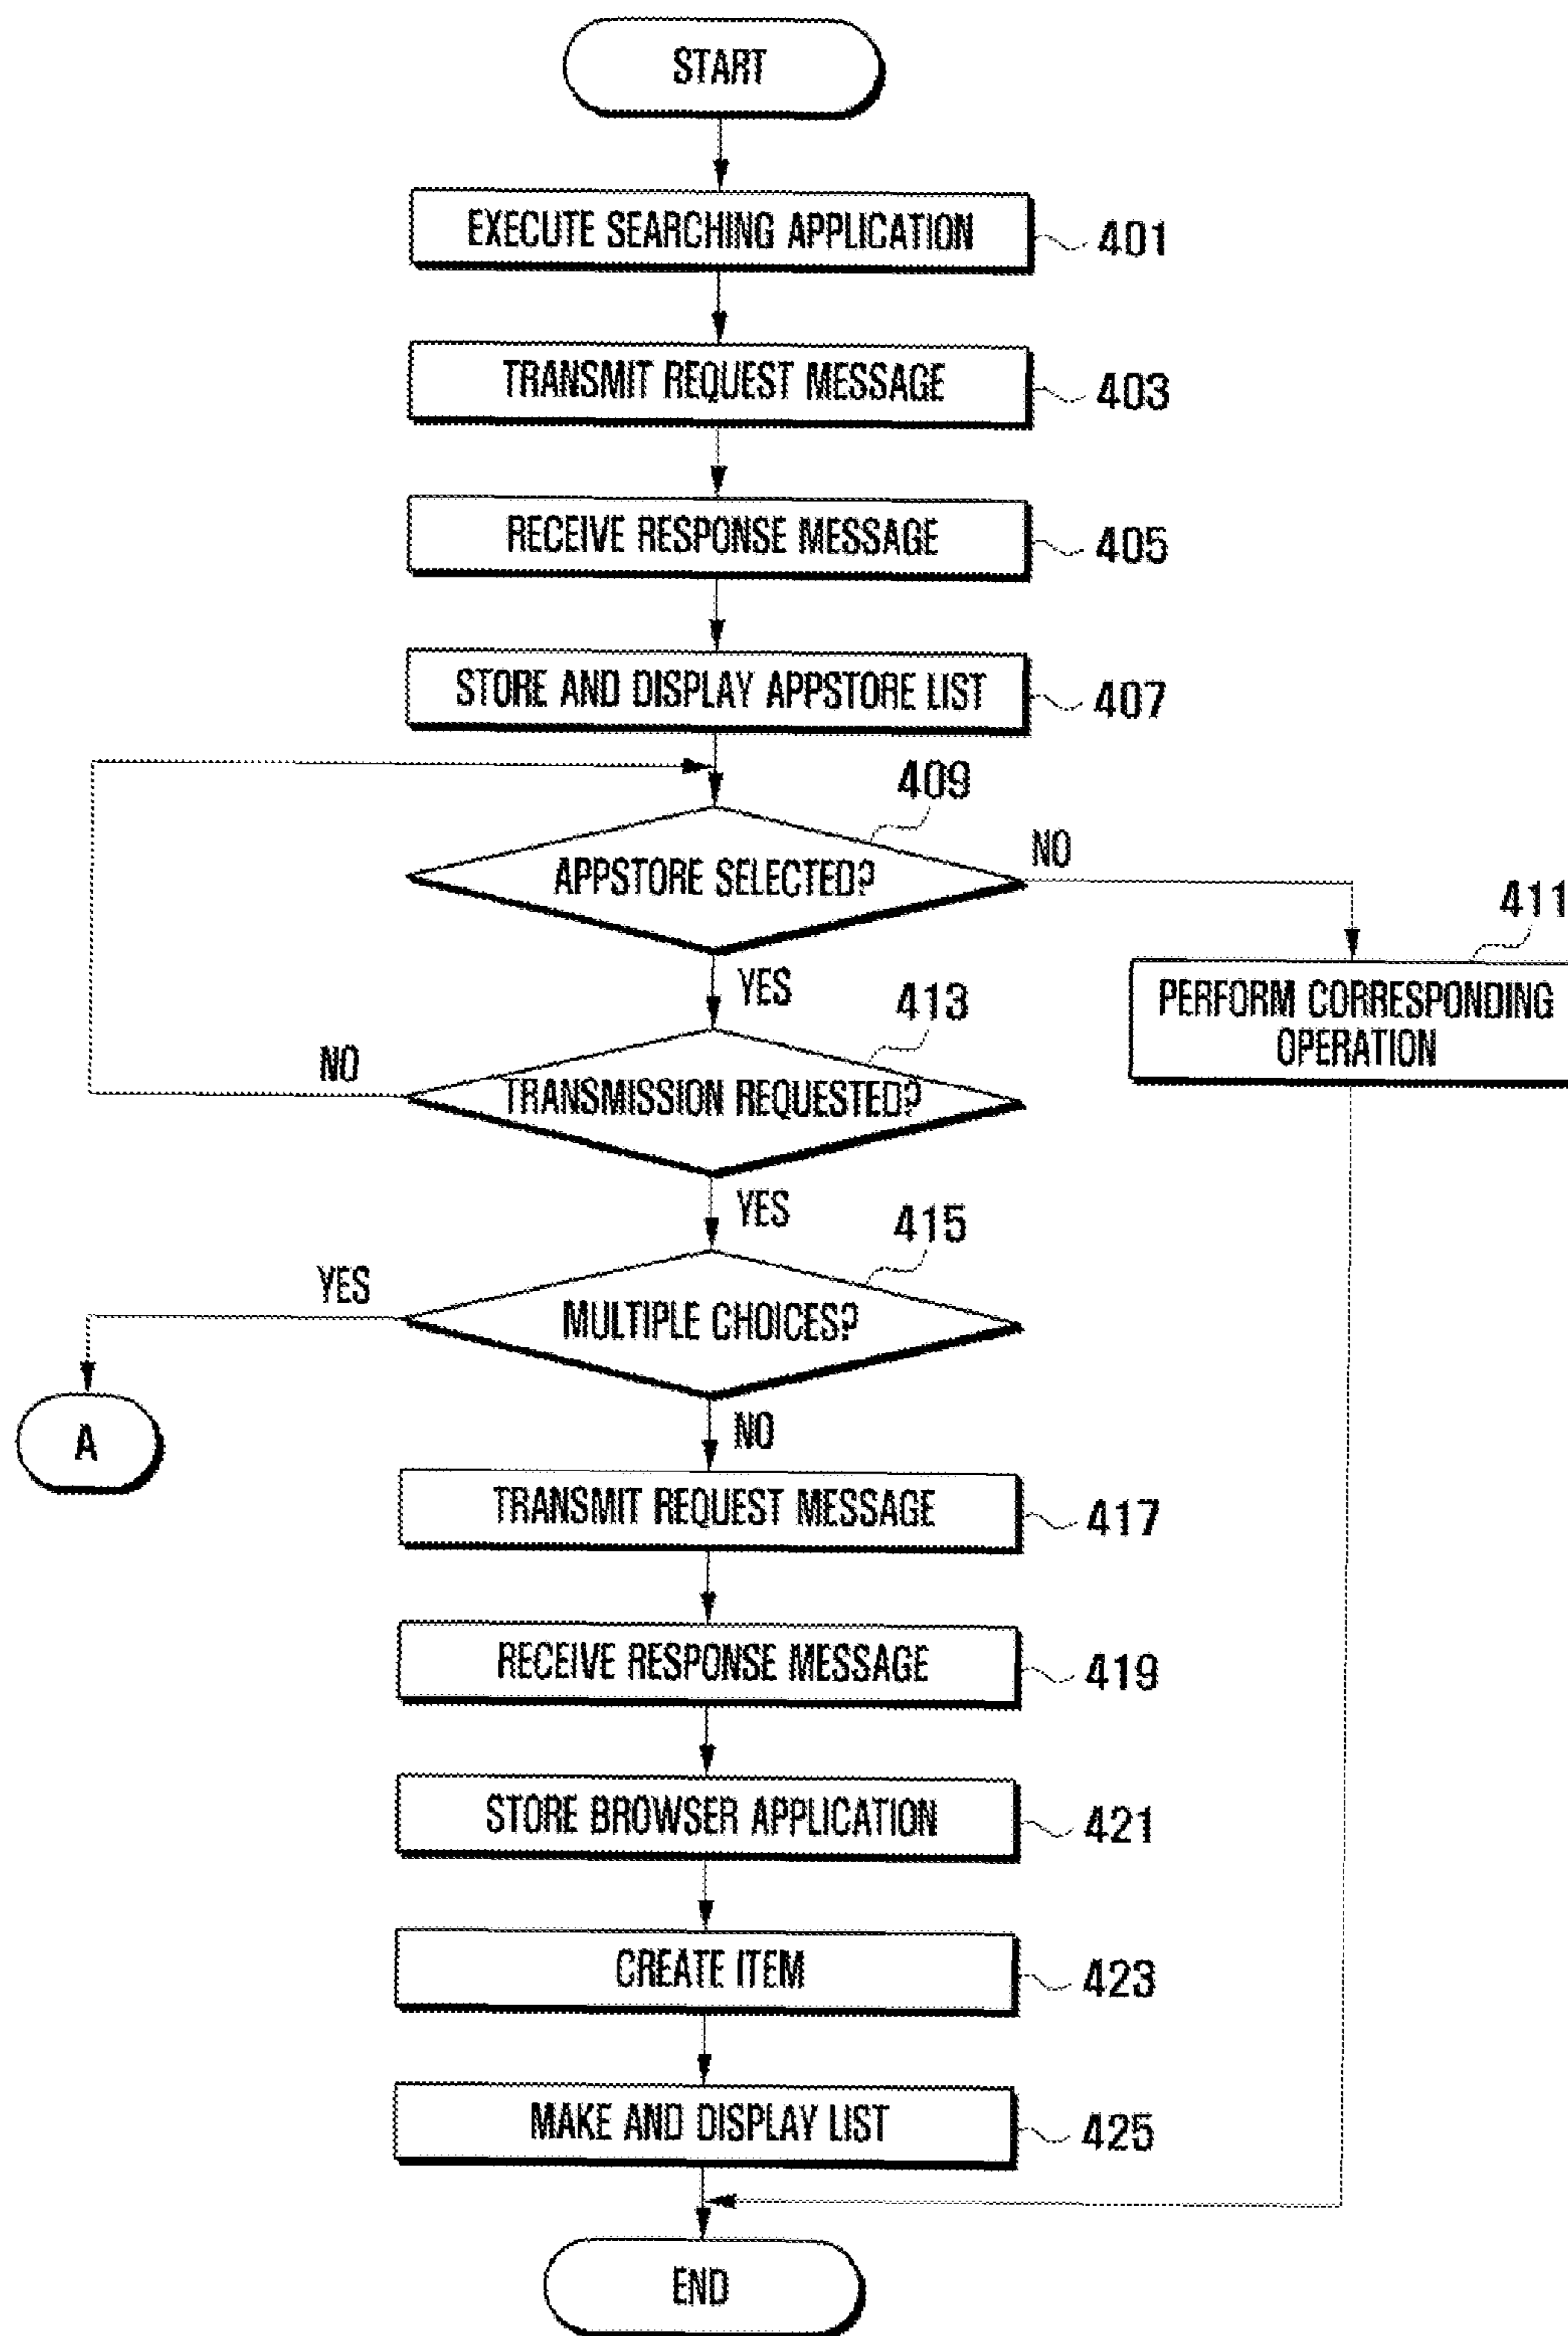 START
EXECUTE SEARCHING APPLICATION
401
TRANSMIT REQUEST MESSAGE
403
RECEIVE RESPONSE MESSAGE
405
STORE AND DISPLAY APPSTORE LIST
407
409
APPSTORE SELECTED?
NO
411
PERFORM CORRESPONDING
OPERATION
YES
413
TRANSMISSION REQUESTED?
NO
YES
415
MULTIPLE CHOICES?
YES
A
NO
TRANSMIT REQUEST MESSAGE
417
RECEIVE RESPONSE MESSAGE
419
STORE BROWSER APPLICATION
421
CREATE ITEM
423
MAKE AND DISPLAY LIST
425
END